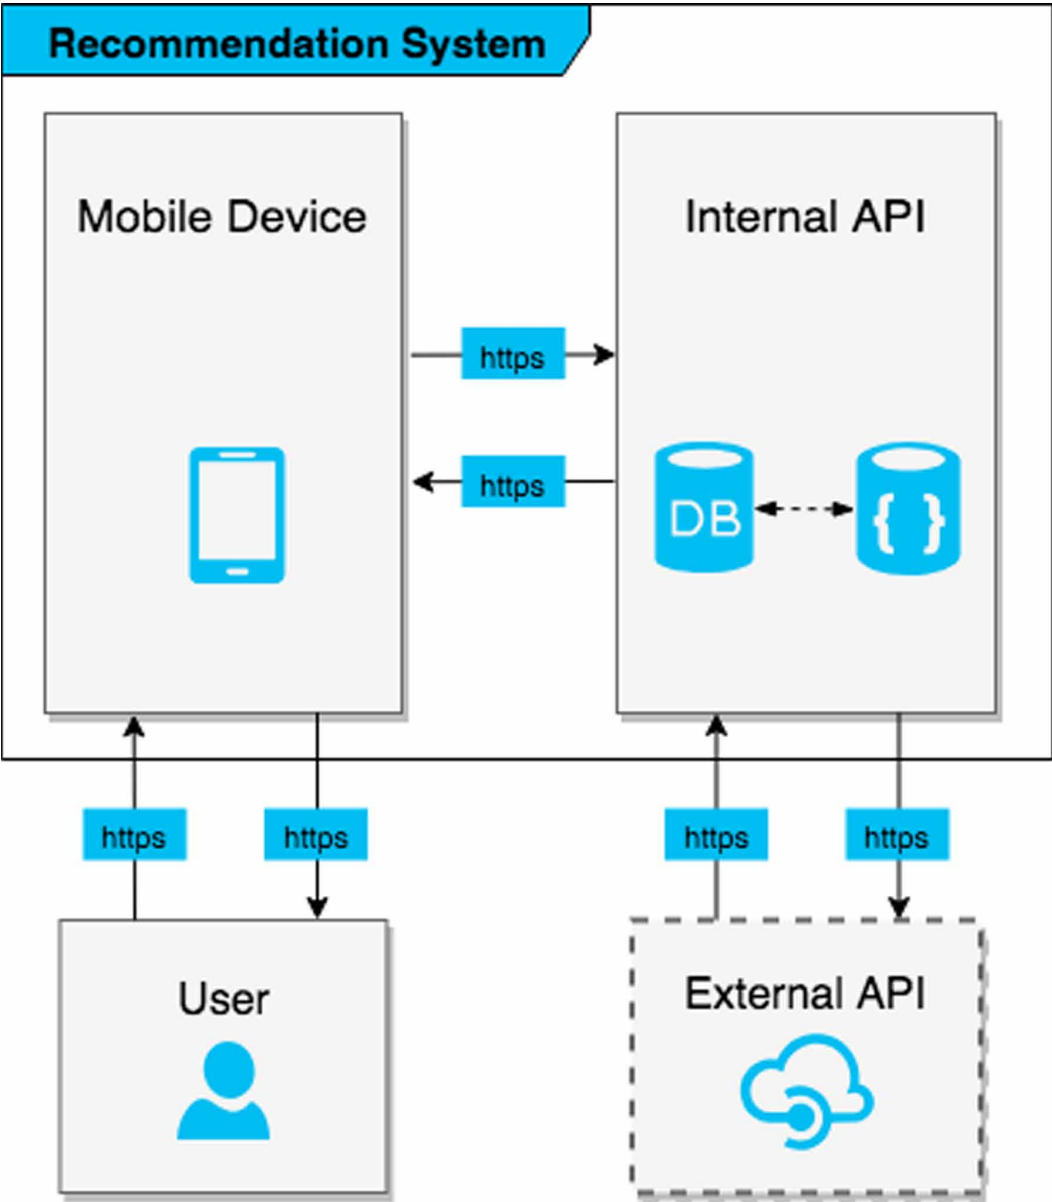 Recommendation System
Mobile Device
Internal API
https
https
DB
{ }
https
https
https
https
User
External API